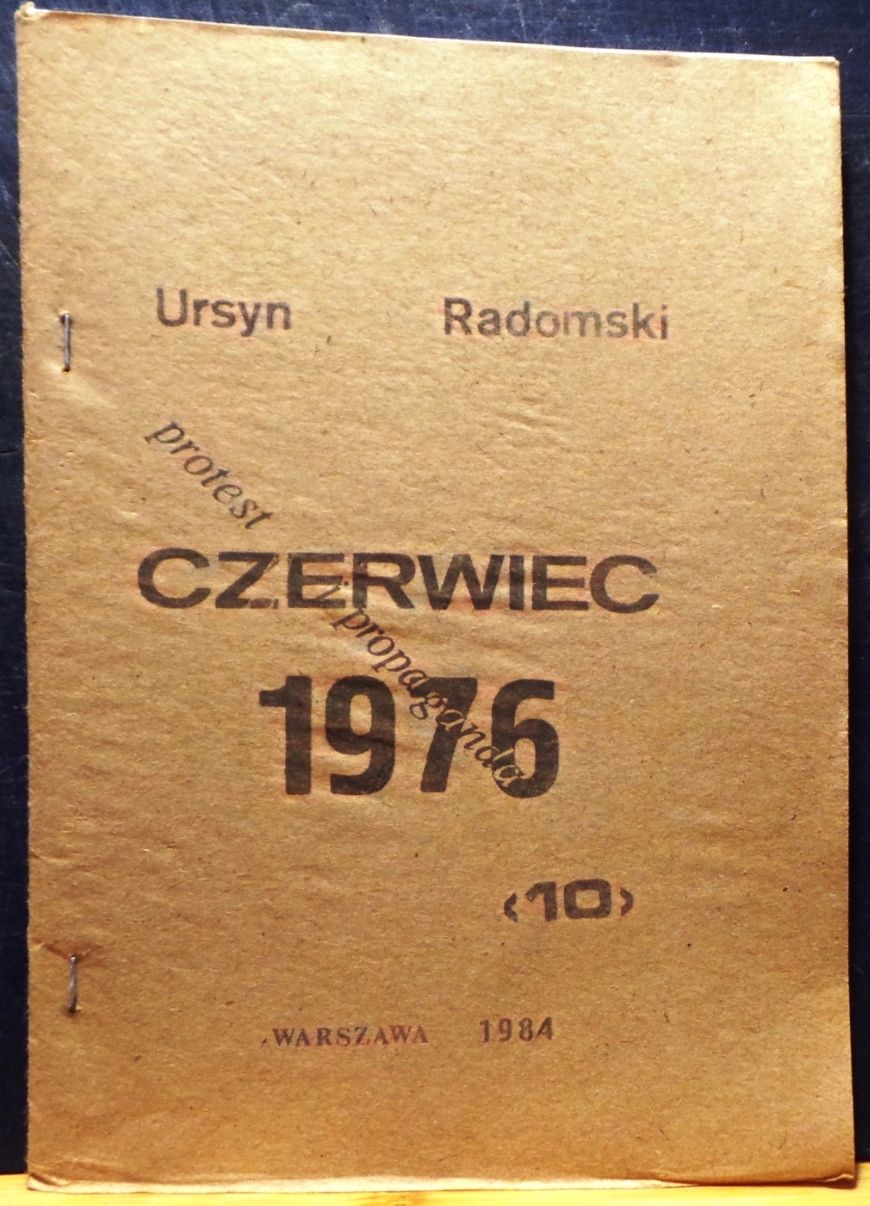 Ursyn Radomski
protest
CZERWIEC
i propaganda
1976
‹10›
WARSZAWA 1984